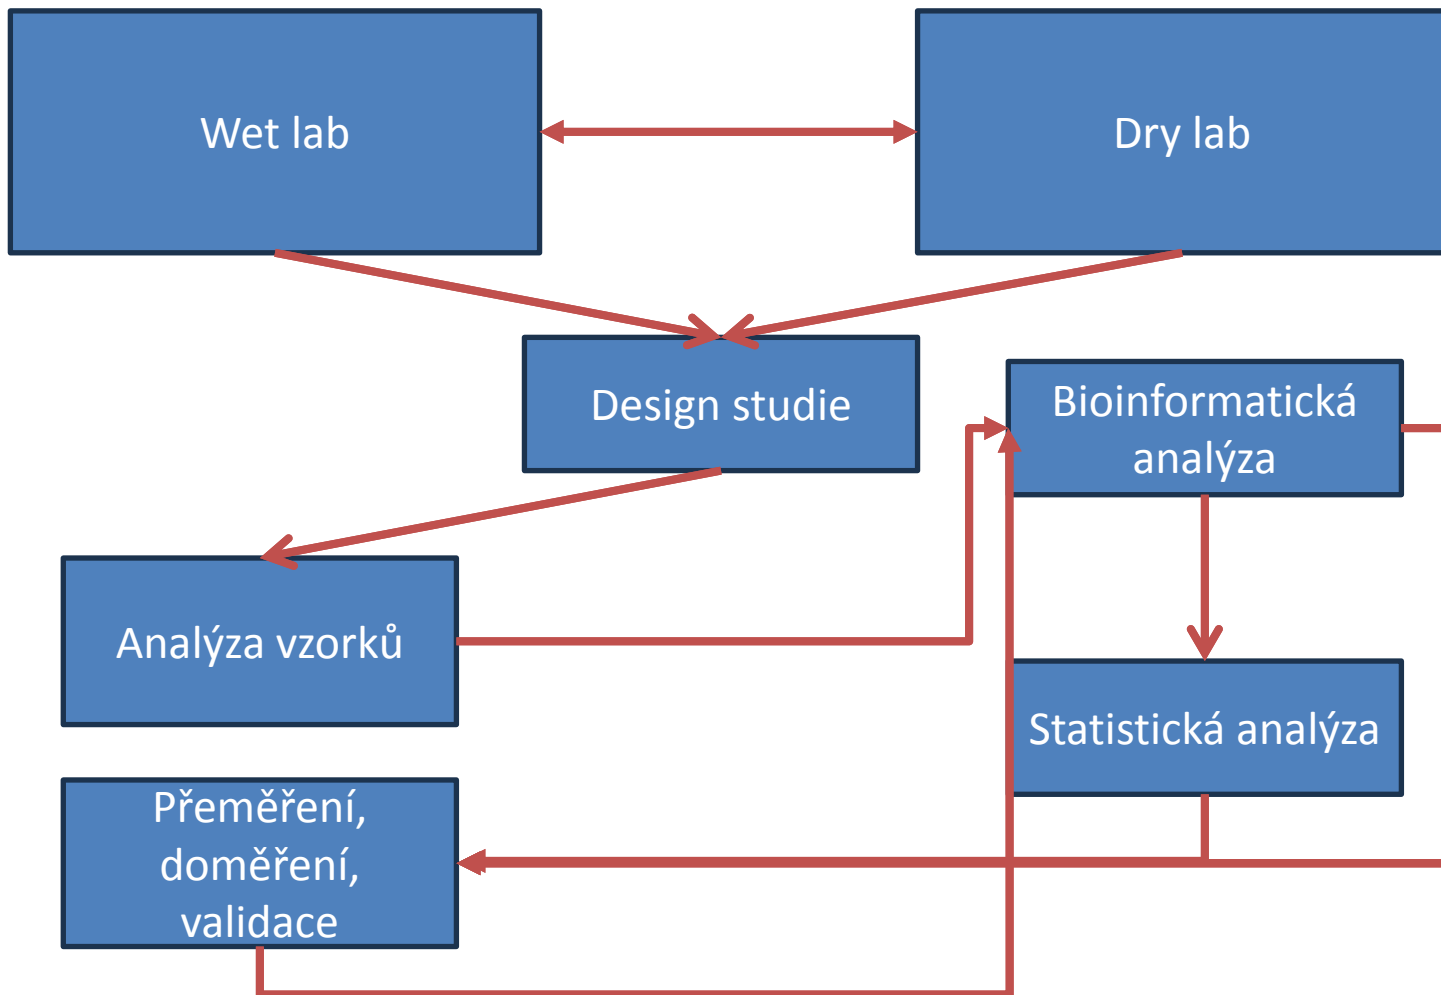 Wet lab
Dry lab
Design studie
Bioinformatická
analýza
Analýza vzorků
Statistická analýza
Přeměření,
doměření,
validace